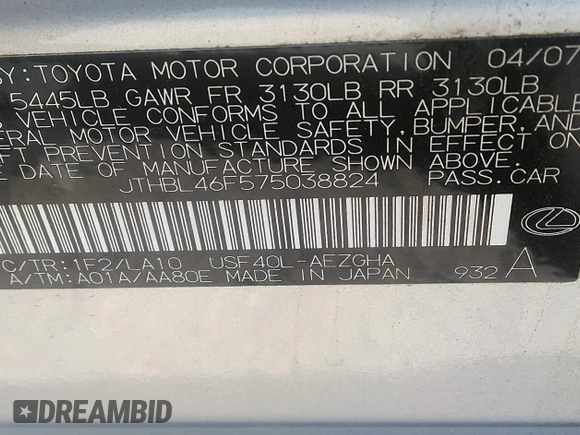 BY: TOYOTA MOTOR CORPORATION 04/07
5445LB GAWR FR 3130LB RR 3130LB
VEHICLE CONFORMS TO ALL APPLICABLE
ERAL MOTOR VEHICLE SAFETY, BUMPER, AND
FT PREVENTION STANDARDS IN EFFECT ON
DATE OF MANUFACTURE SHOWN ABOVE.
JTHBL46F575038824 PASS. CAR
C/TR: 1F2/LA10 USF40L-AEZGHA
A/TM: A01A/AA80E MADE IN JAPAN 932 A
DREAMBID